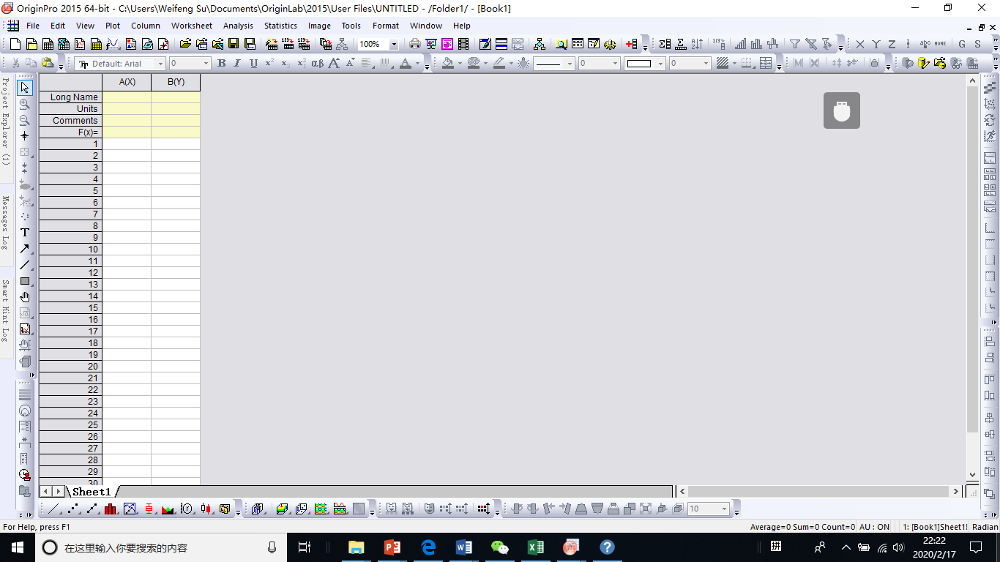 OriginPro 2015 64-bit - C:\Users\Weifeng Su\Documents\OriginLab\2015\User Files\UNTITLED - /Folder1/ - [Book1]
File Edit View Plot Column Worksheet Analysis Statistics Image Tools Format Window Help
100%
X Y Z abc HOME G S
Default: Arial 0 B I U αβ A A 0 0
Project Explorer (1)
Messages Log
Smart Hint Log
A(X) B(Y)
Long Name
Units
Comments
F(x)=
1
2
3
4
5
6
7
8
9
10
11
12
13
14
15
16
17
18
19
20
21
22
23
24
25
26
27
28
29
30
T
Sheet1
10
For Help, press F1
Average=0 Sum=0 Count=0 AU : ON 1: [Book1]Sheet1! Radian
在这里输入你要搜索的内容
拼
22:22
2020/2/17